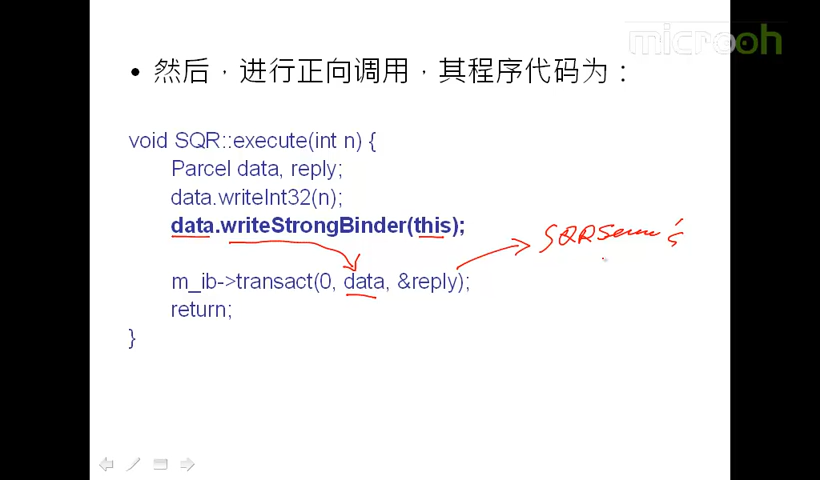 microoh
• 然后，进行正向调用，其程序代码为：
void SQR::execute(int n) {
Parcel data, reply;
data.writeInt32(n);
data.writeStrongBinder(this);
m_ib->transact(0, data, &reply);
return;
}